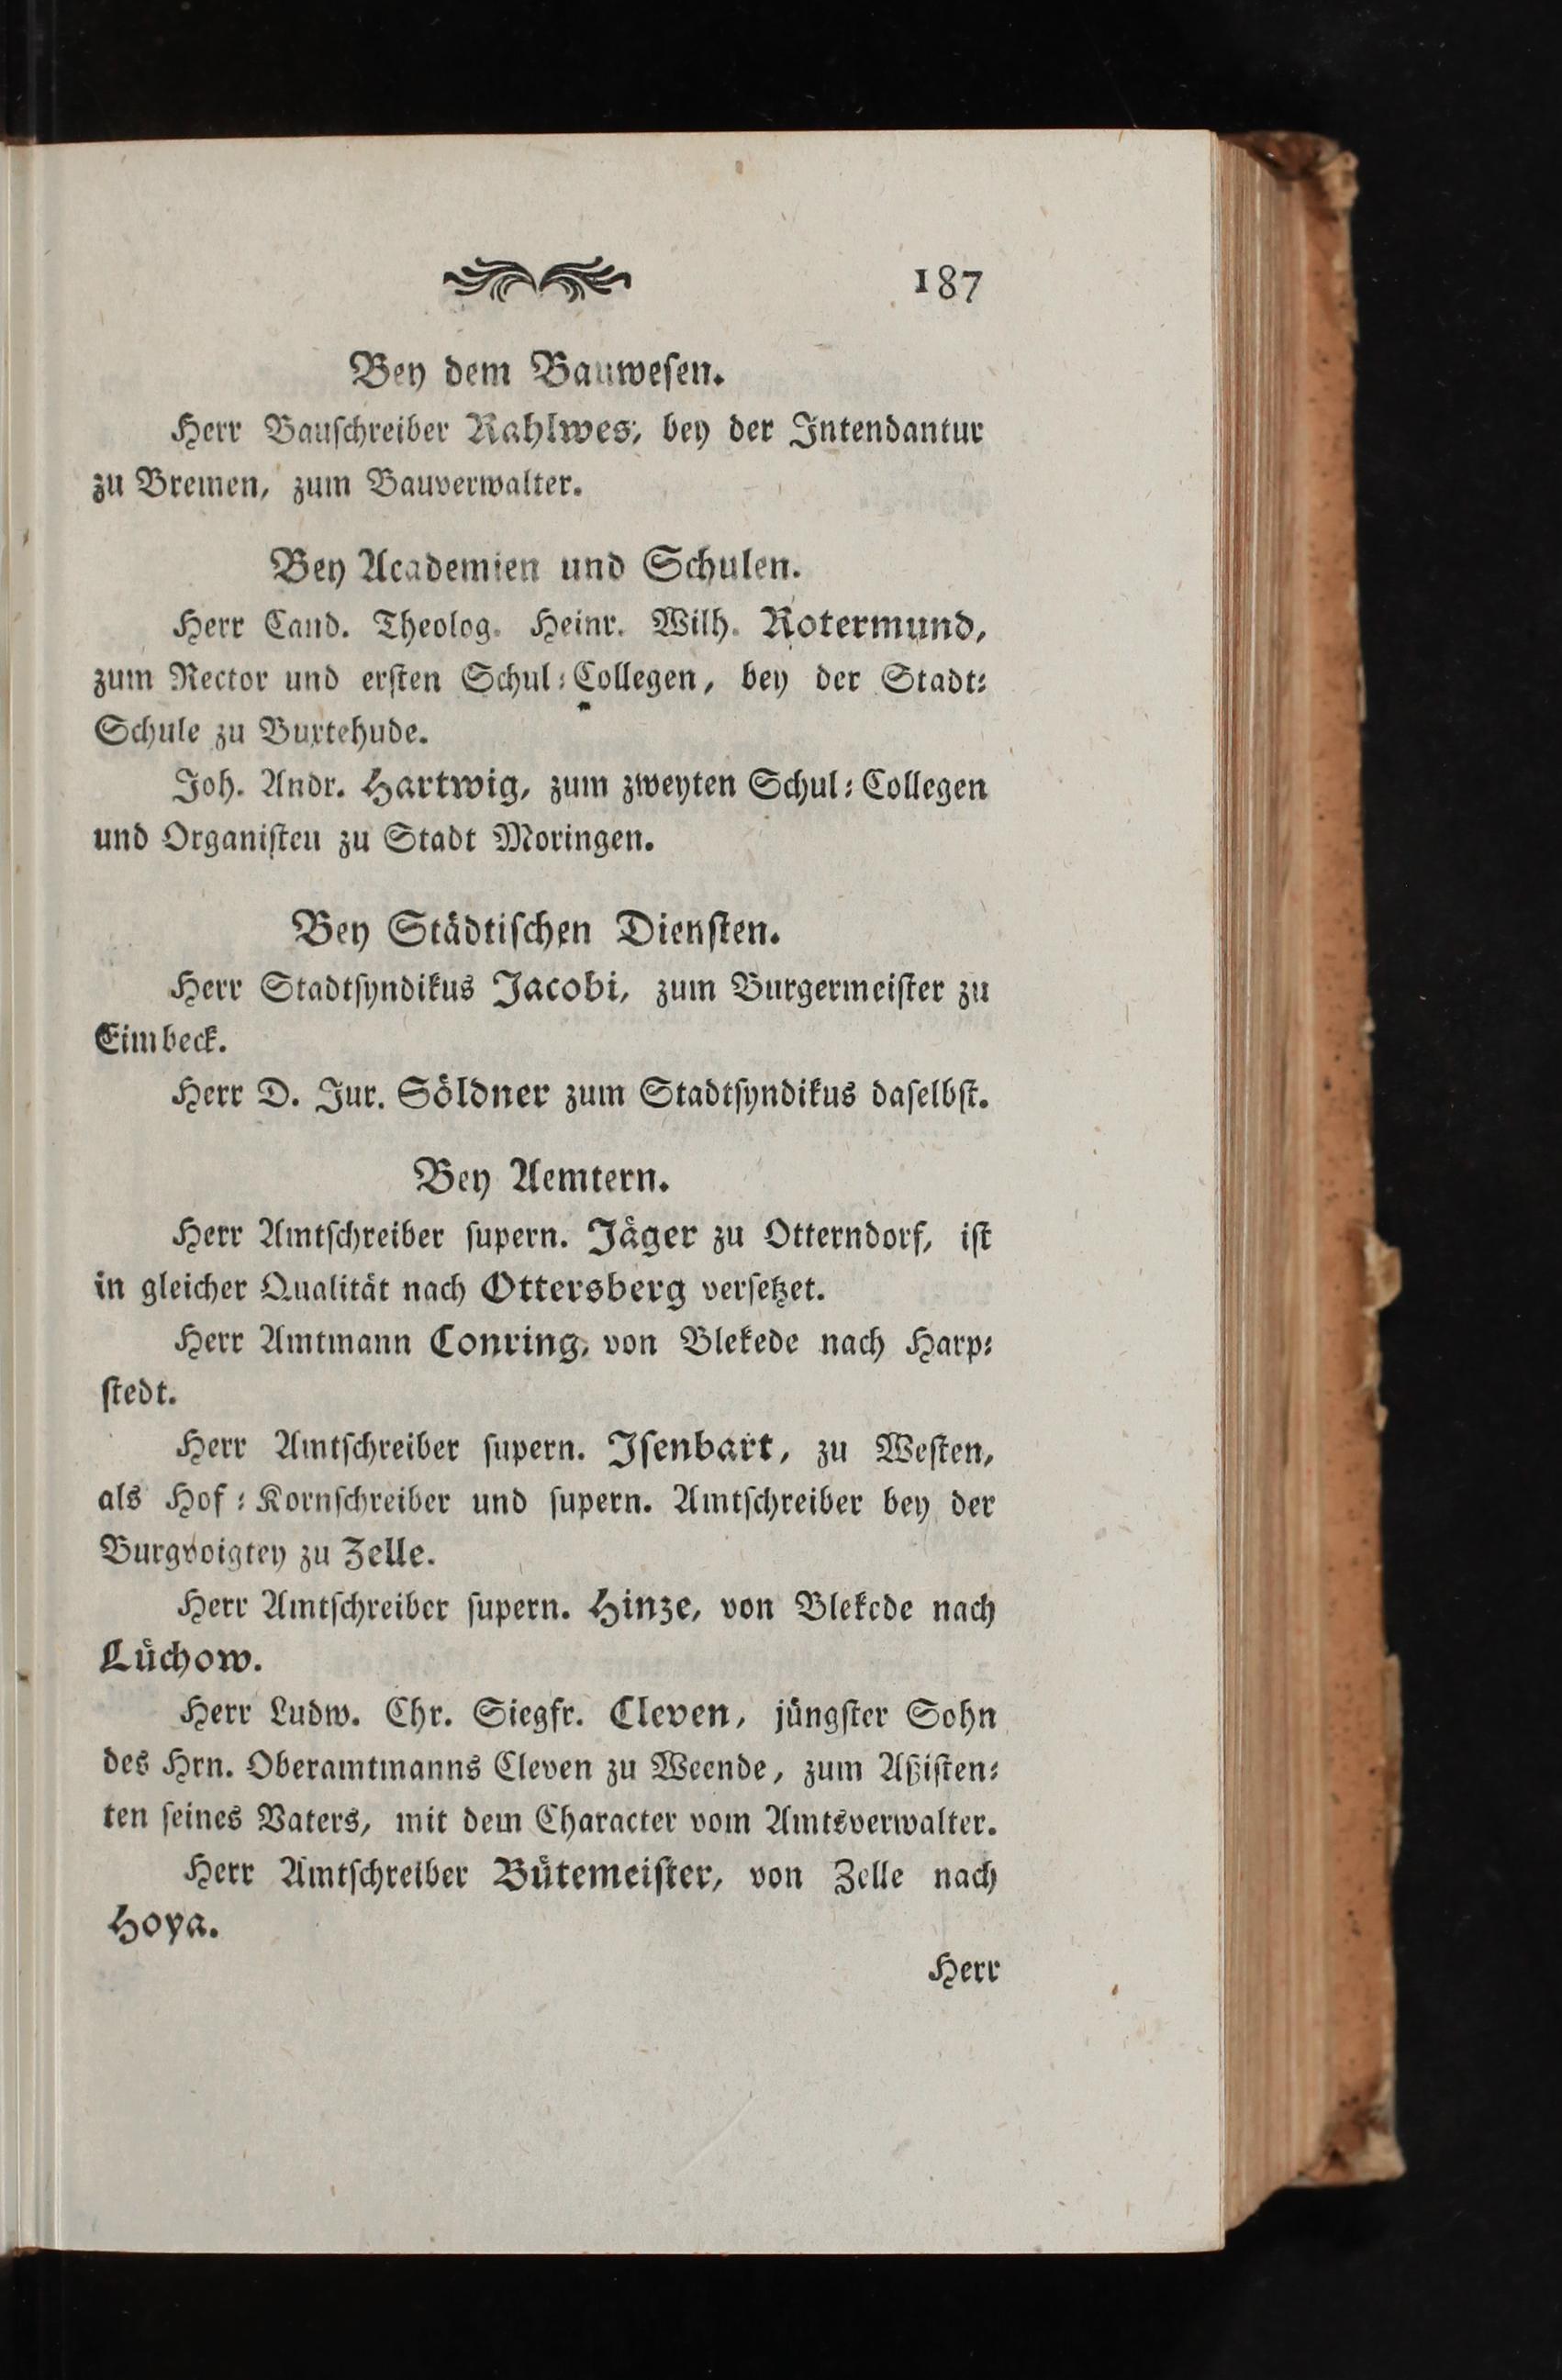 187
Bey dem Bauweſen.
Herr Bauſchreiber Rahlwes, bey der Intendantur
zu Bremen, zum Bauverwalter.
Bey Academien und Schulen.
Herr Cand. Theolog. Heinr. Wilh. Rotermund,
zum Rector und erſten Schul⸗Collegen, bey der Stadt⸗
Schule zu Buxtehude.
Joh. Andr. Hartwig, zum zweyten Schul⸗Collegen
und Organiſten zu Stadt Moringen.
Bey Städtiſchen Dienſten.
Herr Stadtſyndikus Jacobi, zum Burgermeiſter zu
Eimbeck.
Herr D. Jur. Söldner zum Stadtſyndikus daſelbſt.
Bey Aemtern.
Herr Amtſchreiber ſupern. Jäger zu Otterndorf, iſt
in gleicher Qualität nach Ottersberg verſetzet.
Herr Amtmann Conring, von Blekede nach Harp⸗
ſtedt.
Herr Amtſchreiber ſupern. Iſenbart, zu Weſten,
als Hof⸗Kornſchreiber und ſupern. Amtſchreiber bey der
Burgvoigtey zu Zelle.
Herr Amtſchreiber ſupern. Hinze, von Blekede nach
Lüchow.
Herr Ludw. Chr. Siegfr. Cleven, jüngſter Sohn
des Hrn. Oberamtmanns Cleven zu Weende, zum Aßiſten⸗
ten ſeines Vaters, mit dem Character vom Amtsverwalter.
Herr Amtſchreiber Bütemeiſter, von Zelle nach
Hoya.
Herr